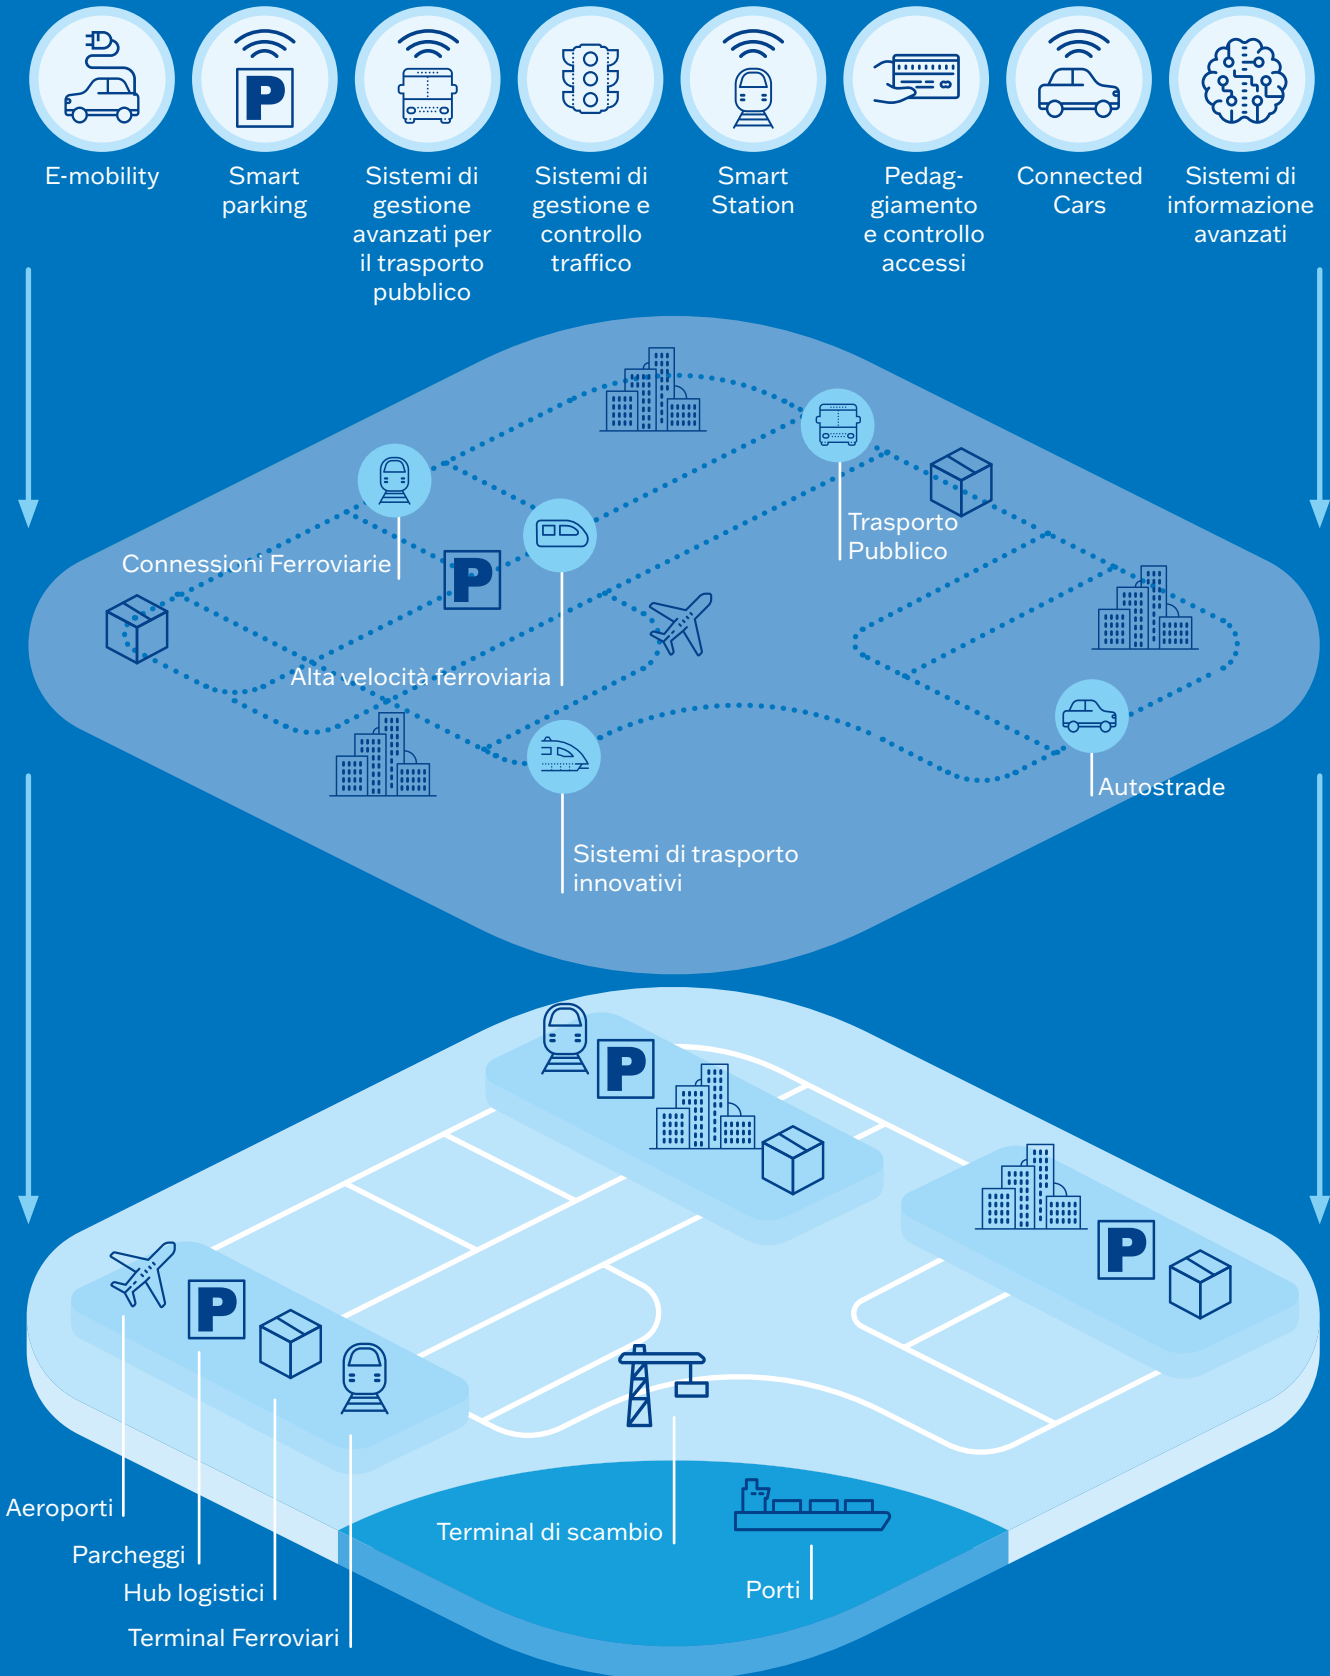 E-mobility
Smart
parking
Sistemi di
gestione
avanzati per
il trasporto
pubblico
Sistemi di
gestione e
controllo
traffico
Smart
Station
Pedag-
giamento
e controllo
accessi
Connected
Cars
Sistemi di
informazione
avanzati
P
Trasporto
Pubblico
Connessioni Ferroviarie
P
Alta velocità ferroviaria
Autostrade
Sistemi di trasporto
innovativi
P
P
P
Aeroporti
Parcheggi
Hub logistici
Terminal Ferroviari
Terminal di scambio
Porti